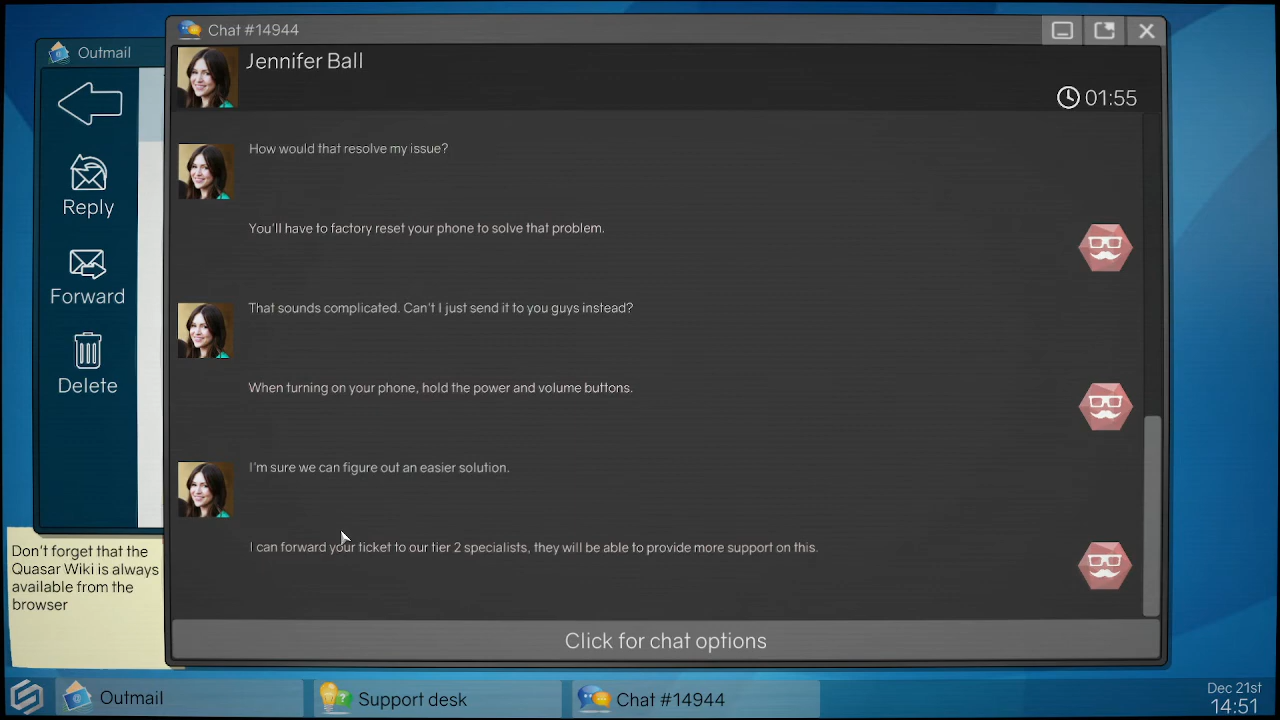 Chat #14944
Outmail
Jennifer Ball
01:55
How would that resolve my issue?
You'll have to factory reset your phone to solve that problem.
That sounds complicated. Can't I just send it to you guys instead?
When turning on your phone, hold the power and volume buttons.
I'm sure we can figure out an easier solution.
I can forward your ticket to our tier 2 specialists, they will be able to provide more support on this.
Click for chat options
Reply
Forward
Delete
Don't forget that the
Quasar Wiki is always
available from the
browser
Outmail
Support desk
Chat #14944
Dec 21st
14:51